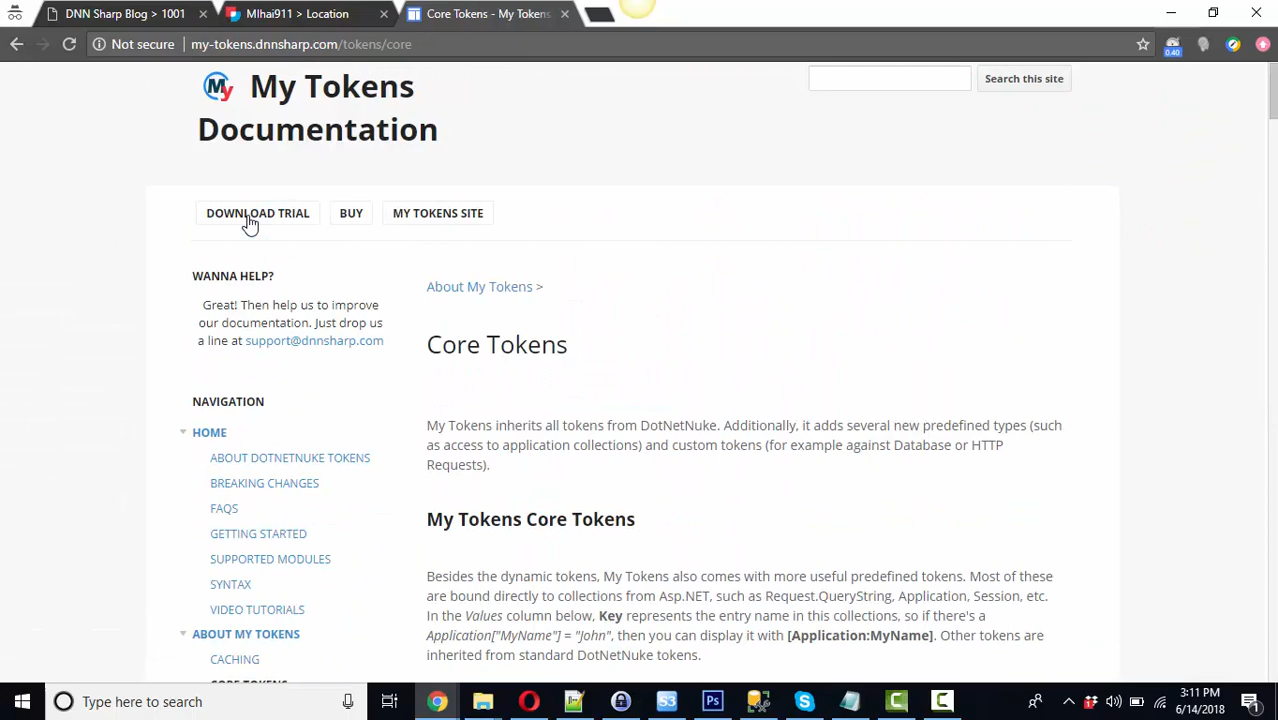 DNN Sharp Blog > 1001
MIhai911 > Location
Core Tokens - My Tokens
Not secure
my-tokens.dnnsharp.com/tokens/core
0.40
My
My Tokens
Documentation
Search this site
DOWNLOAD TRIAL
BUY
MY TOKENS SITE
WANNA HELP?
Great! Then help us to improve
our documentation. Just drop us
a line at support@dnnsharp.com
NAVIGATION
HOME
ABOUT DOTNETNUKE TOKENS
BREAKING CHANGES
FAQS
GETTING STARTED
SUPPORTED MODULES
SYNTAX
VIDEO TUTORIALS
ABOUT MY TOKENS
CACHING
CORE TOKENS
About My Tokens >
Core Tokens
My Tokens inherits all tokens from DotNetNuke. Additionally, it adds several new predefined types (such
as access to application collections) and custom tokens (for example against Database or HTTP
Requests).
My Tokens Core Tokens
Besides the dynamic tokens, My Tokens also comes with more useful predefined tokens. Most of these
are bound directly to collections from Asp.NET, such as Request.QueryString, Application, Session, etc.
In the Values column below, Key represents the entry name in this collections, so if there's a
Application["MyName"] = "John", then you can display it with [Application:MyName]. Other tokens are
inherited from standard DotNetNuke tokens.
Type here to search
S3
Ps
3:11 PM
6/14/2018
1